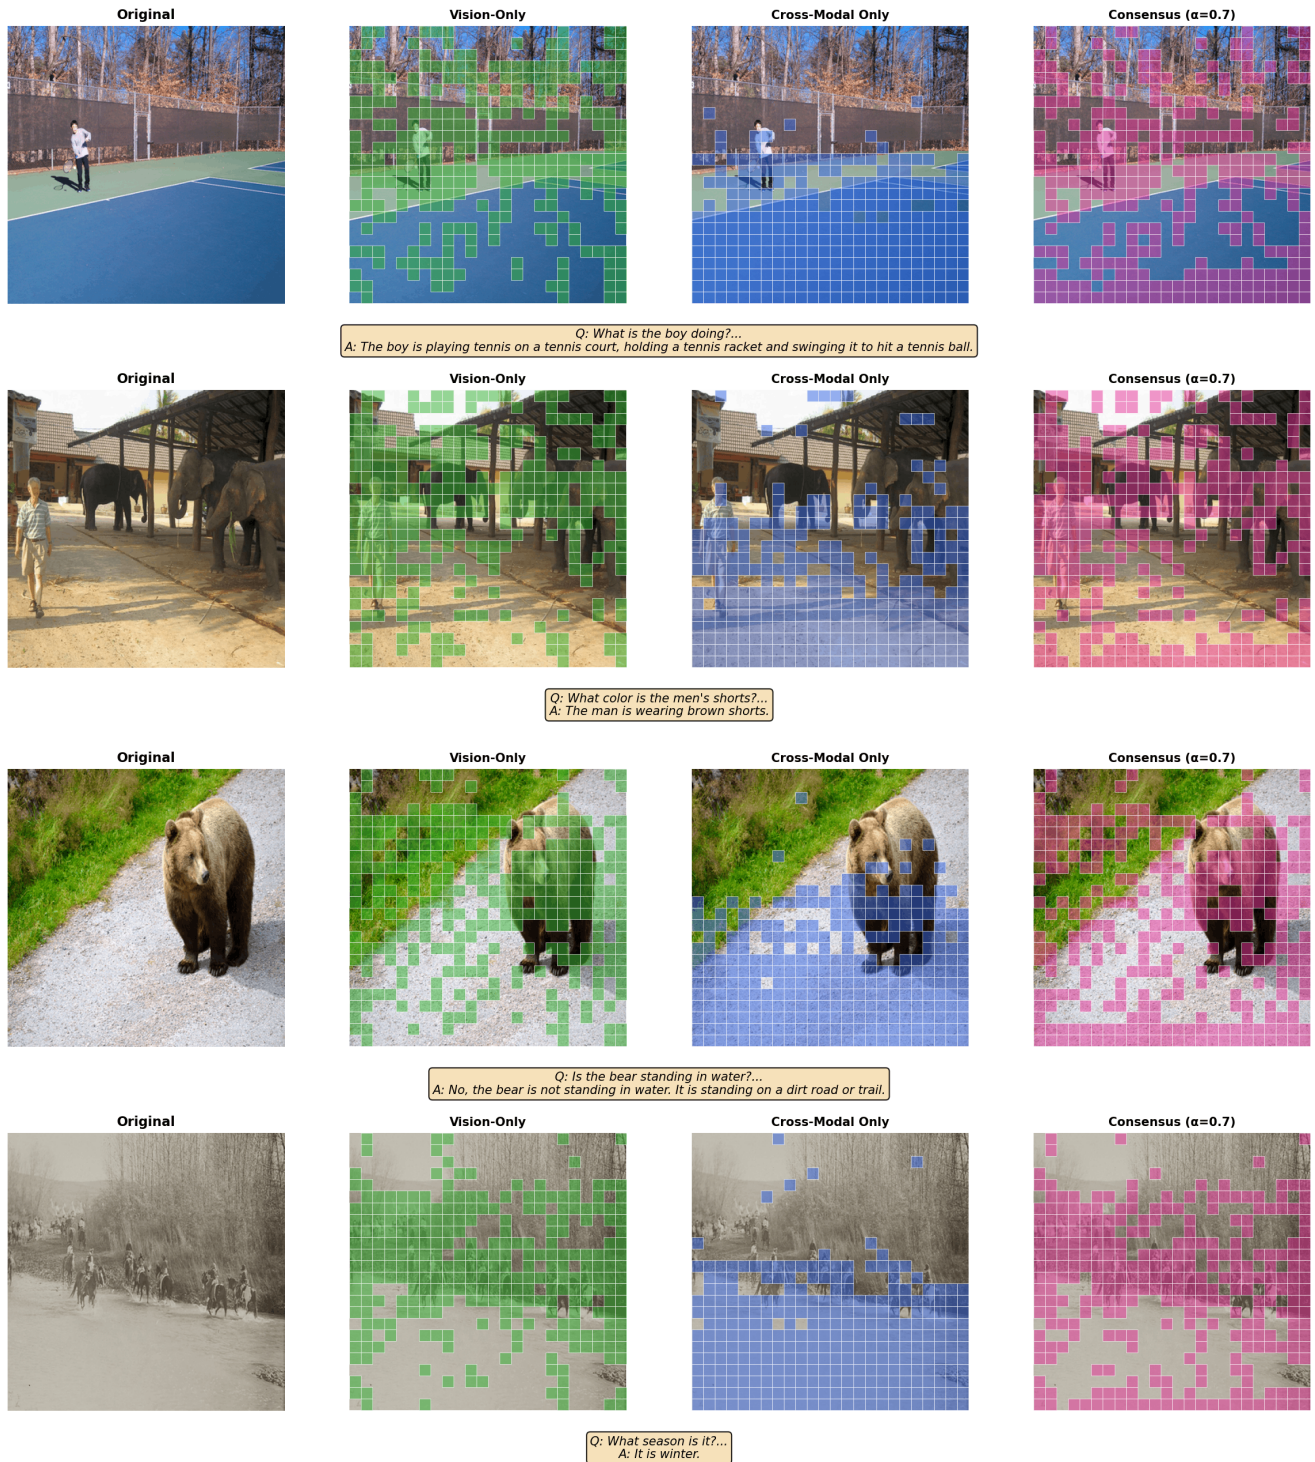 Original
Vision-Only
Cross-Modal Only
Consensus (α=0.7)
Q: What is the boy doing?...
A: The boy is playing tennis on a tennis court, holding a tennis racket and swinging it to hit a tennis ball.
Original
Vision-Only
Cross-Modal Only
Consensus (α=0.7)
Q: What color is the men's shorts?...
A: The man is wearing brown shorts.
Original
Vision-Only
Cross-Modal Only
Consensus (α=0.7)
Q: Is the bear standing in water?...
A: No, the bear is not standing in water. It is standing on a dirt road or trail.
Original
Vision-Only
Cross-Modal Only
Consensus (α=0.7)
Q: What season is it?...
A: It is winter.